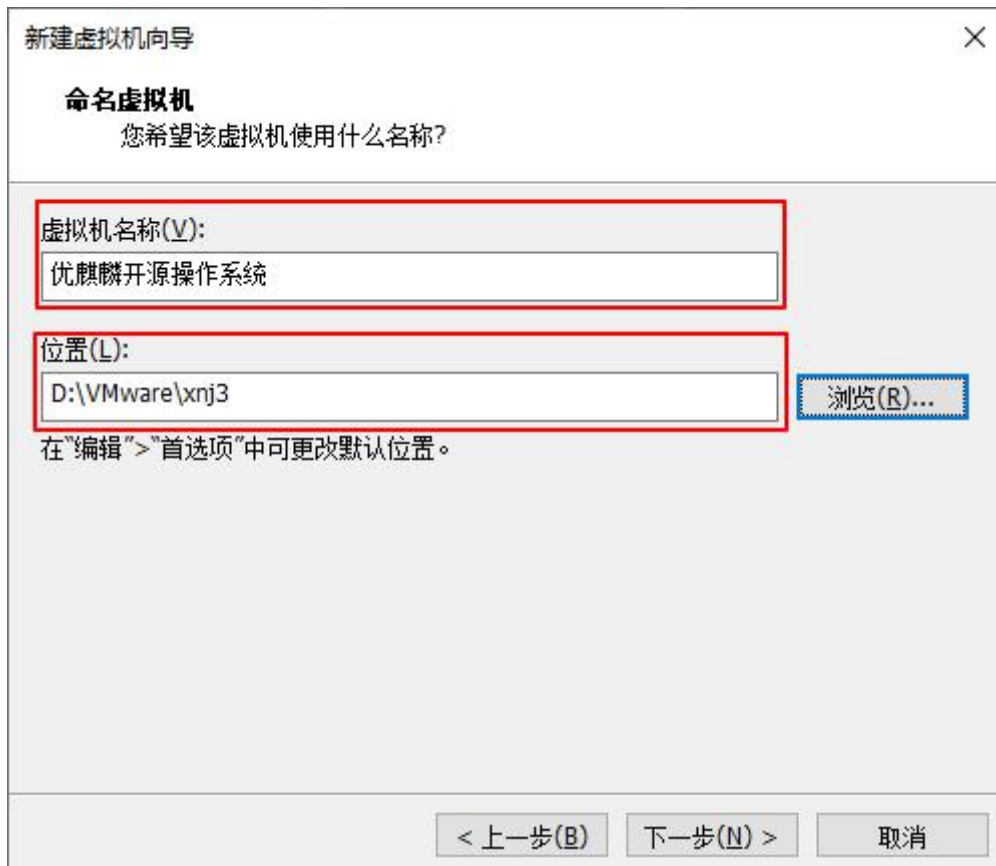 新建虚拟机向导
命名虚拟机
您希望该虚拟机使用什么名称?
虚拟机名称(V):
优麒麟开源操作系统
位置(L):
D:\VMware\xnj3
浏览(R)...
在"编辑">"首选项"中可更改默认位置。
< 上一步(B) 下一步(N) > 取消